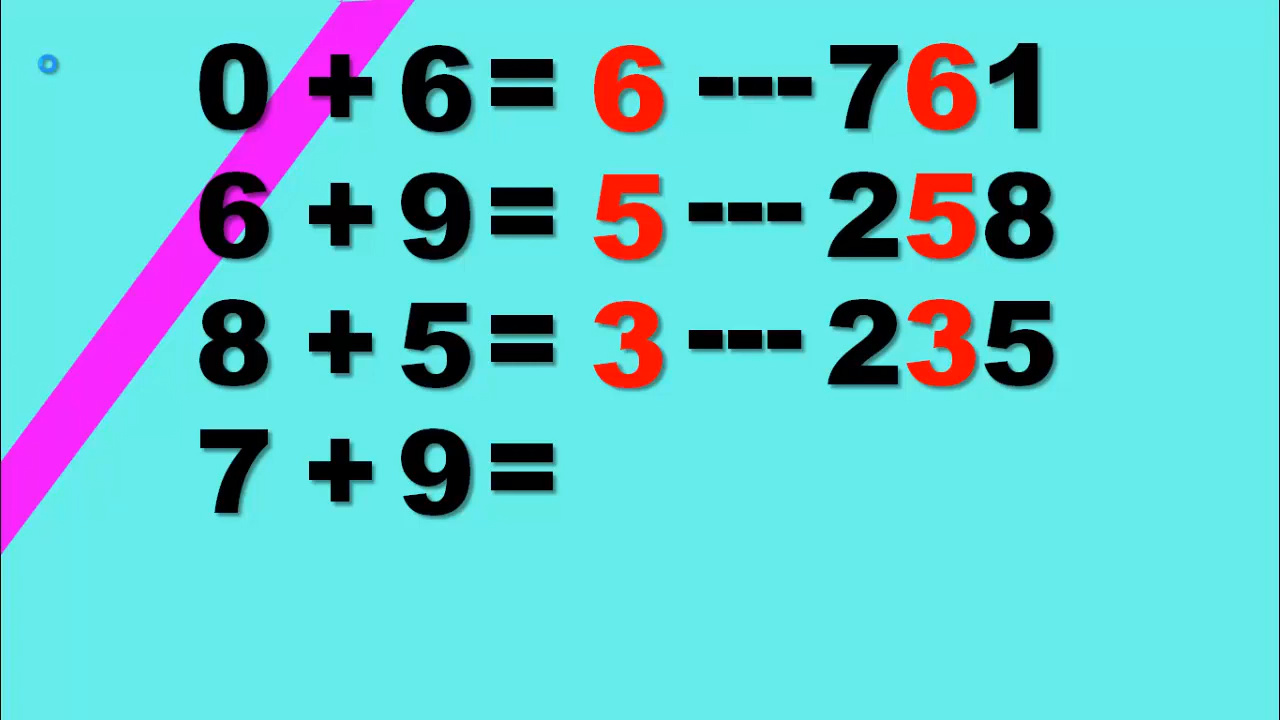 0 + 6 = 6 --- 761
6 + 9 = 5 --- 258
8 + 5 = 3 --- 235
7 + 9 =